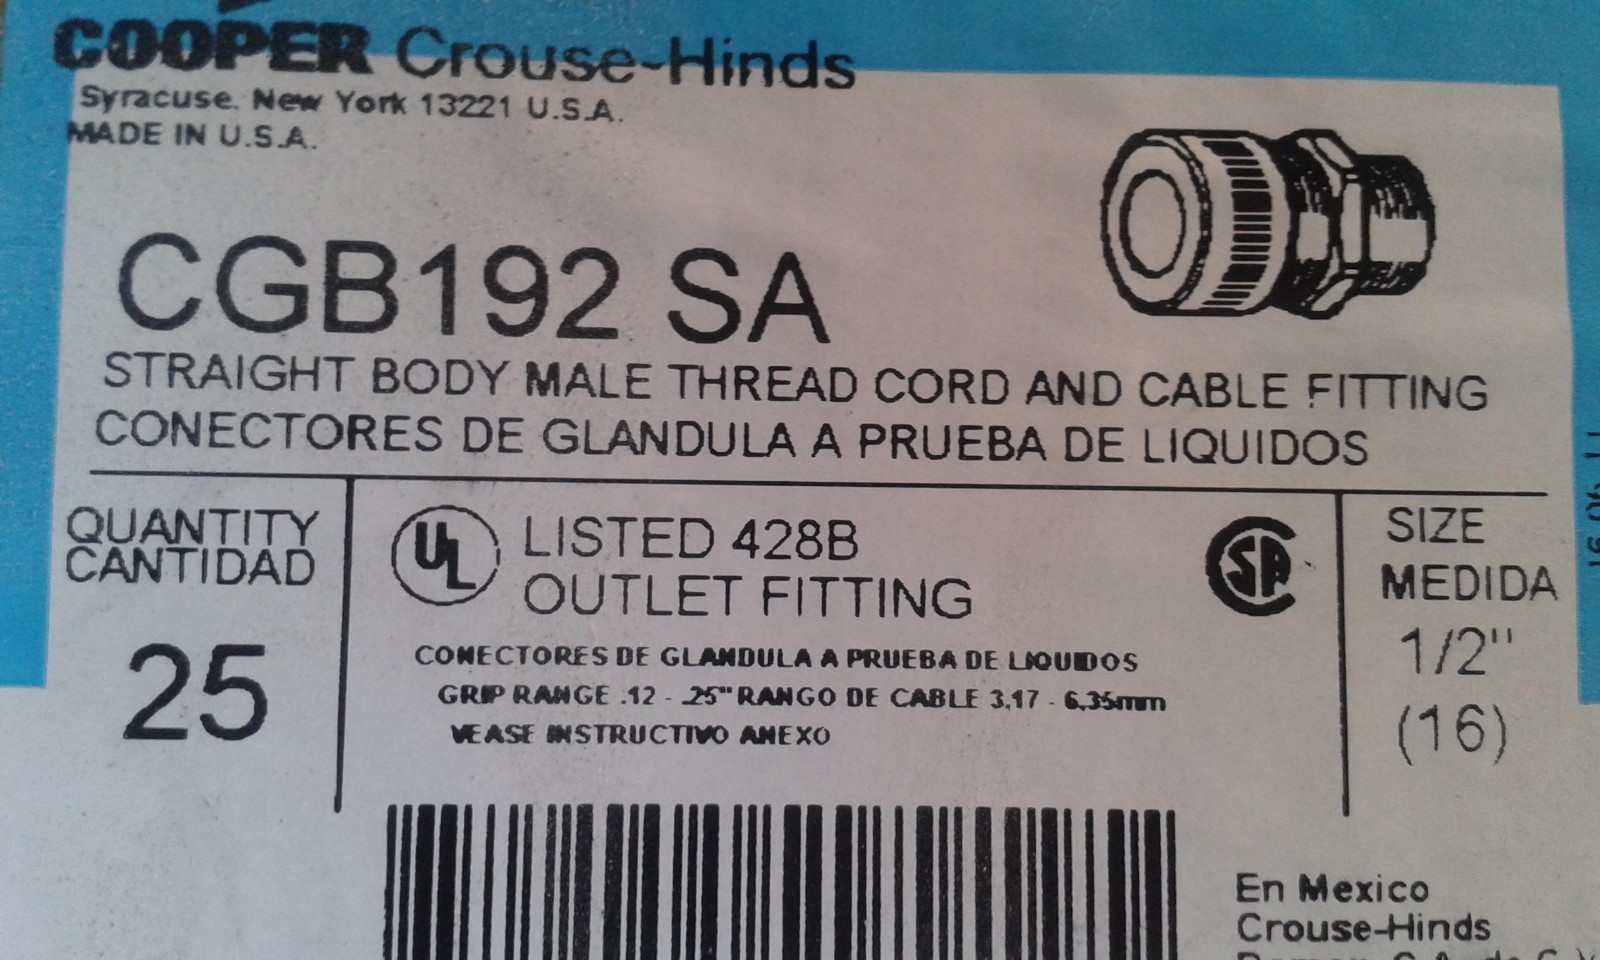 COOPER Crouse-Hinds
Syracuse. New York 13221 U.S.A.
MADE IN U.S.A.
CGB192 SA
STRAIGHT BODY MALE THREAD CORD AND CABLE FITTING
CONECTORES DE GLANDULA A PRUEBA DE LIQUIDOS
QUANTITY
CANTIDAD
25
UL
LISTED 428B
OUTLET FITTING
CONECTORES DE GLANDULA A PRUEBA DE LIQUIDOS
GRIP RANGE .12 - .25" RANGO DE CABLE 3,17 - 6,35mm
VEASE INSTRUCTIVO ANEXO
SA
SIZE
MEDIDA
1/2"
(16)
En Mexico
Crouse-Hinds